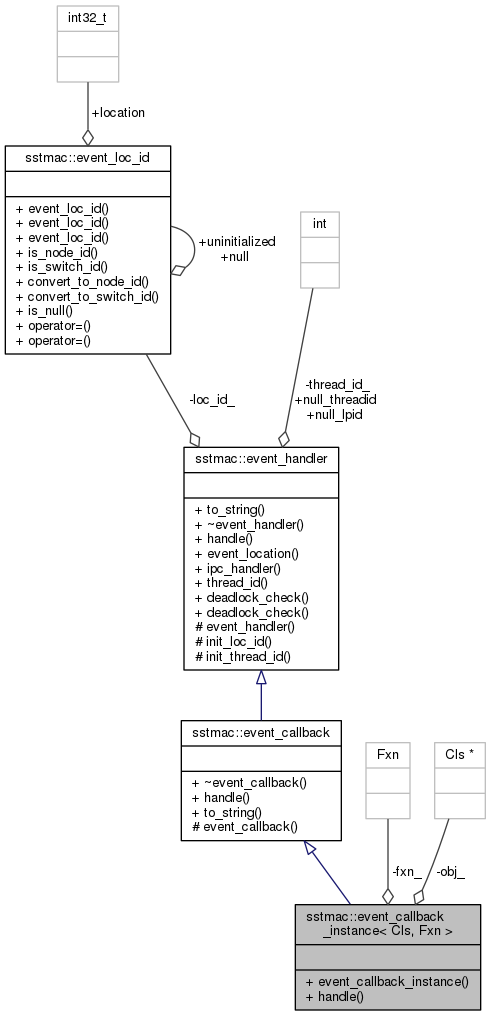 int32_t
+location
sstmac::event_loc_id
+ event_loc_id()
+ event_loc_id()
+ event_loc_id()
+ is_node_id()
+ is_switch_id()
+ convert_to_node_id()
+ convert_to_switch_id()
+ is_null()
+ operator=()
+ operator=()
+uninitialized
+null
int
-loc_id_
-thread_id_
+null_threadid
+null_lpid
sstmac::event_handler
+ to_string()
+ ~event_handler()
+ handle()
+ event_location()
+ ipc_handler()
+ thread_id()
+ deadlock_check()
+ deadlock_check()
# event_handler()
# init_loc_id()
# init_thread_id()
sstmac::event_callback
+ ~event_callback()
+ handle()
+ to_string()
# event_callback()
Fxn
Cls *
-fxn_
-obj_
sstmac::event_callback
_instance< Cls, Fxn >
+ event_callback_instance()
+ handle()